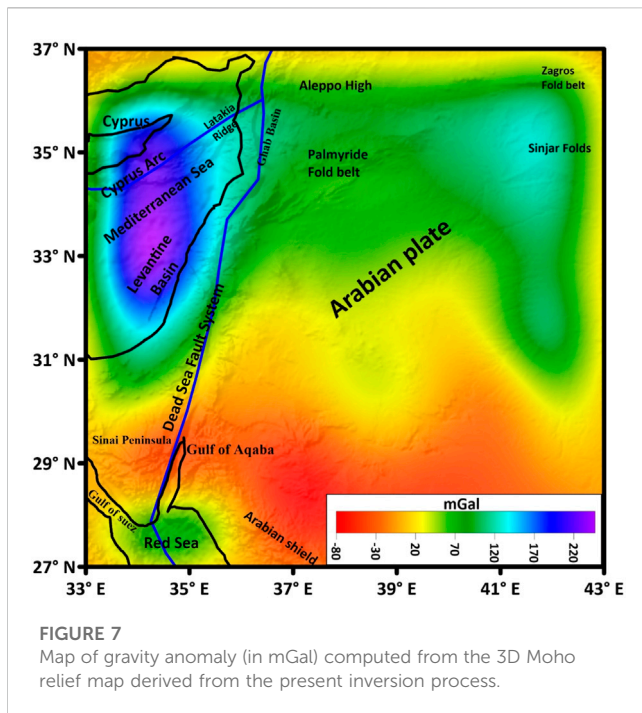 37° N
35° N
33° N
31° N
29° N
27° N
33° E
35° E
37° E
39° E
41° E
43° E
Aleppo High
Zagros
Fold belt
Cyprus
Latakia
Ridge
Ghab Basin
Sinjar Folds
Palmyride
Fold belt
Cyprus Arc
Mediterranean Sea
Levantine
Basin
Arabian plate
Dead Sea Fault System
Sinai Peninsula
Gulf of Aqaba
Gulf of suez
Red Sea
Arabian shield
mGal
-80
-30
20
70
120
170
220
FIGURE 7
Map of gravity anomaly (in mGal) computed from the 3D Moho
relief map derived from the present inversion process.